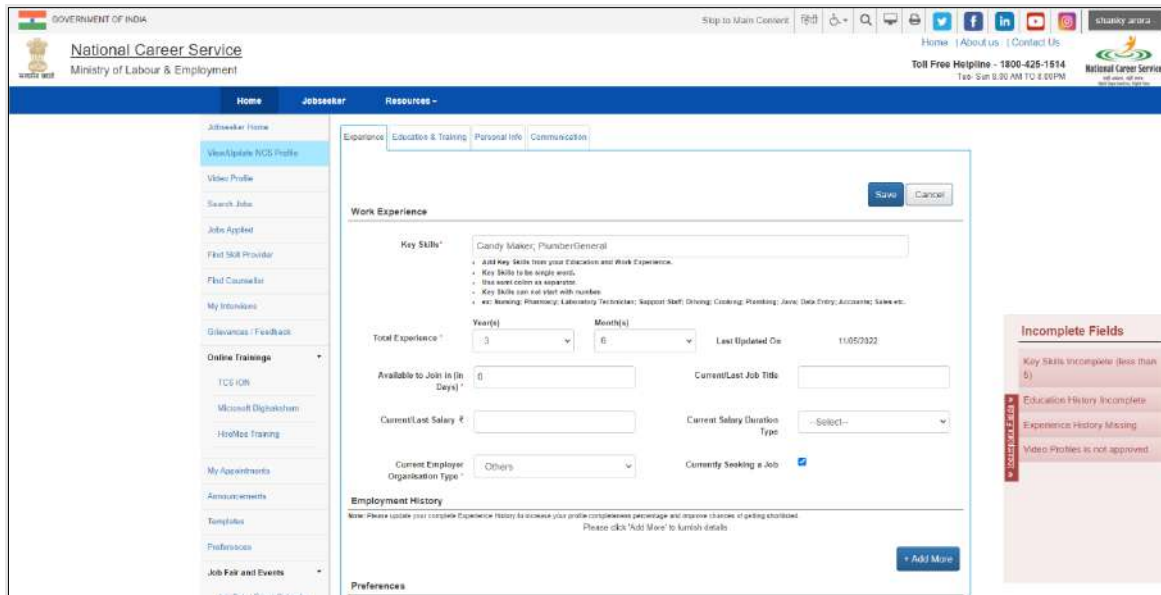 GOVERNMENT OF INDIA
Skip to Main Content
हिंदी
shanky arora
National Career Service
Ministry of Labour & Employment
Home | About us | Contact Us
Toll Free Helpline - 1800-425-1514
Tue- Sun 8:00 AM TO 8:00PM
National Career Service
Home
Jobseeker
Resources
Jobseeker Home
View/Update NCS Profile
Video Profile
Search Jobs
Jobs Applied
Find Skill Provider
Find Counsellor
My Interviews
Grievances / Feedback
Online Trainings
TCS iON
Microsoft Digisaksham
HireMee Training
My Appointments
Announcements
Templates
Preferences
Job Fair and Events
Experience
Education & Training
Personal Info
Communication
Save
Cancel
Work Experience
Key Skills*
Candy Maker; PlumberGeneral
Add Key Skills from your Education and Work Experience.
Key Skills to be single word.
Use semi colon as separator.
Key Skills can not start with number.
ex: Nursing; Pharmacy; Laboratory Technician; Support Staff; Driving; Cooking; Plumbing; Java; Data Entry; Accounts; Sales etc.
Year(s)
Month(s)
Total Experience *
3
6
Last Updated On
11/05/2022
Available to Join in (in Days) *
0
Current/Last Job Title
Current/Last Salary ₹
Current Salary Duration Type
--Select--
Current Employer Organisation Type *
Others
Currently Seeking a Job
Employment History
Note: Please update your complete Experience History to increase your profile completeness percentage and improve chances of getting shortlisted.
Please click 'Add More' to furnish details
+ Add More
Preferences
Incomplete Fields
Key Skills Incomplete (less than 5)
Education History Incomplete
Experience History Missing
Video Profiles is not approved